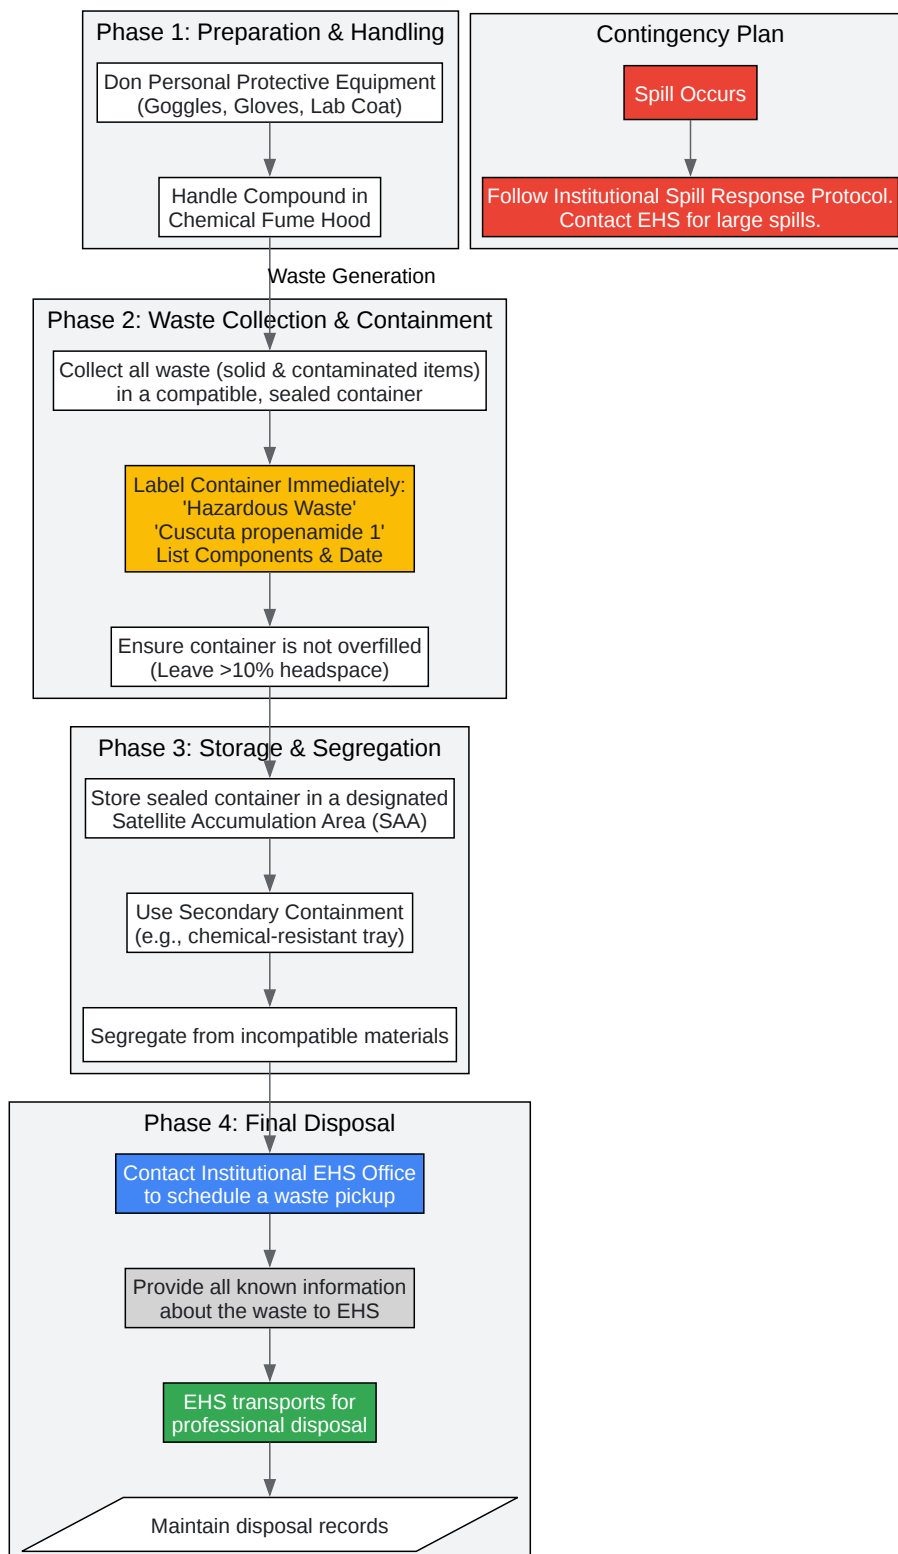 Phase 1: Preparation & Handling
Don Personal Protective Equipment
(Goggles, Gloves, Lab Coat)
Handle Compound in
Chemical Fume Hood
Contingency Plan
Spill Occurs
Follow Institutional Spill Response Protocol.
Contact EHS for large spills.
Waste Generation
Phase 2: Waste Collection & Containment
Collect all waste (solid & contaminated items)
in a compatible, sealed container
Label Container Immediately:
'Hazardous Waste'
'Cuscuta propenamide 1'
List Components & Date
Ensure container is not overfilled
(Leave >10% headspace)
Phase 3: Storage & Segregation
Store sealed container in a designated
Satellite Accumulation Area (SAA)
Use Secondary Containment
(e.g., chemical-resistant tray)
Segregate from incompatible materials
Phase 4: Final Disposal
Contact Institutional EHS Office
to schedule a waste pickup
Provide all known information
about the waste to EHS
EHS transports for
professional disposal
Maintain disposal records